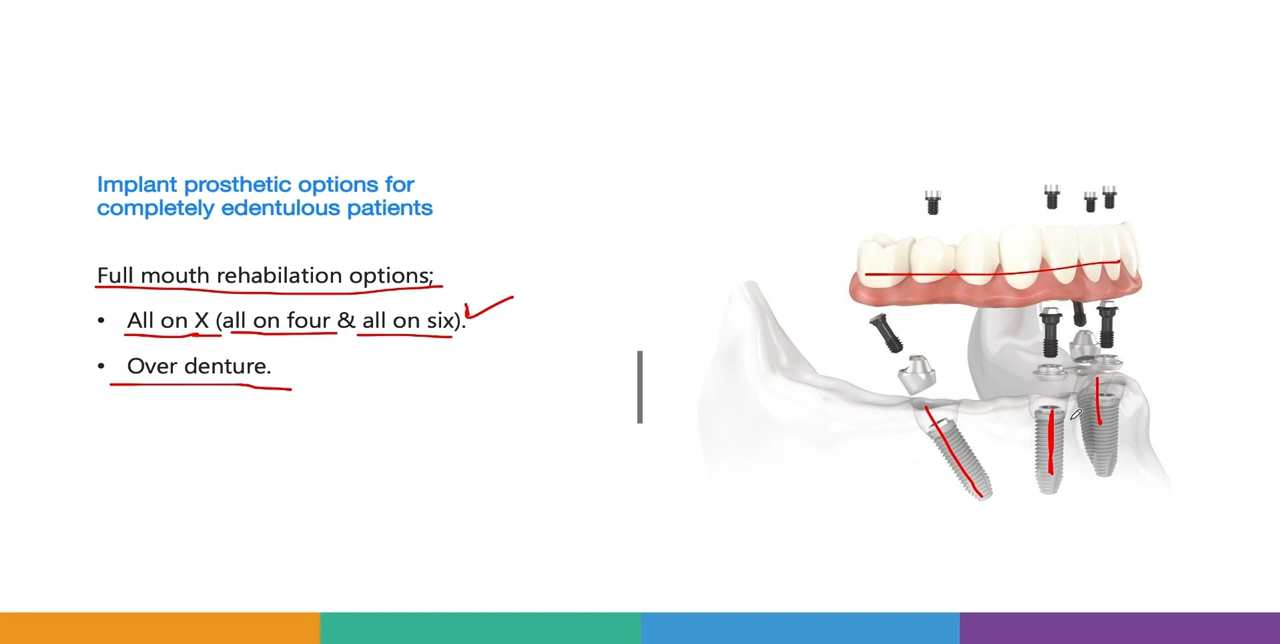 Implant prosthetic options for
completely edentulous patients
Full mouth rehabilation options;
• All on X (all on four & all on six).
• Over denture.